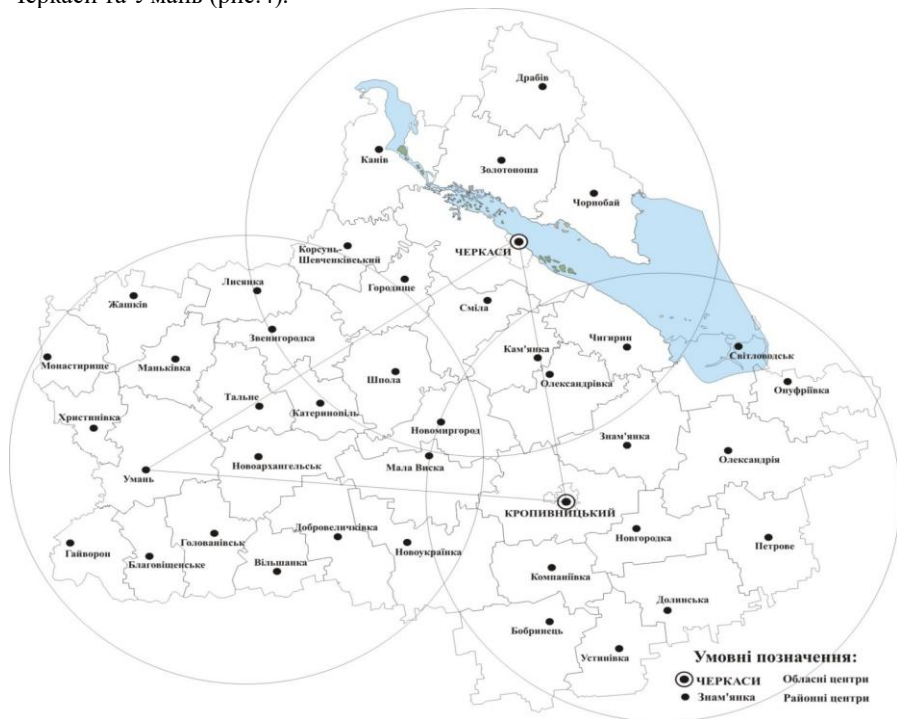 Черкаси та Умань (рис.4).
Драбів
Канів
Золотоноша
Чорнобай
Корсунь-
Шевченківський
ЧЕРКАСИ
Лисянка
Городище
Жашків
Сміла
Звенигородка
Чигирин
Світловодськ
Монастирище
Маньківка
Кам'янка
Шпола
Олександрівка
Онуфріївка
Тальне
Катеринопіль
Христинівка
Новомиргород
Знам'янка
Олександрія
Новоархангельськ
Мала Виска
Умань
КРОПИВНИЦЬКИЙ
Добровеличківка
Новгородка
Гайворон
Голованівськ
Петрове
Новоукраїнка
Благовіщенське
Вільшанка
Компаніївка
Долинська
Бобринець
Устинівка
Умовні позначення:
ЧЕРКАСИ Обласні центри
Знам'янка Районні центри